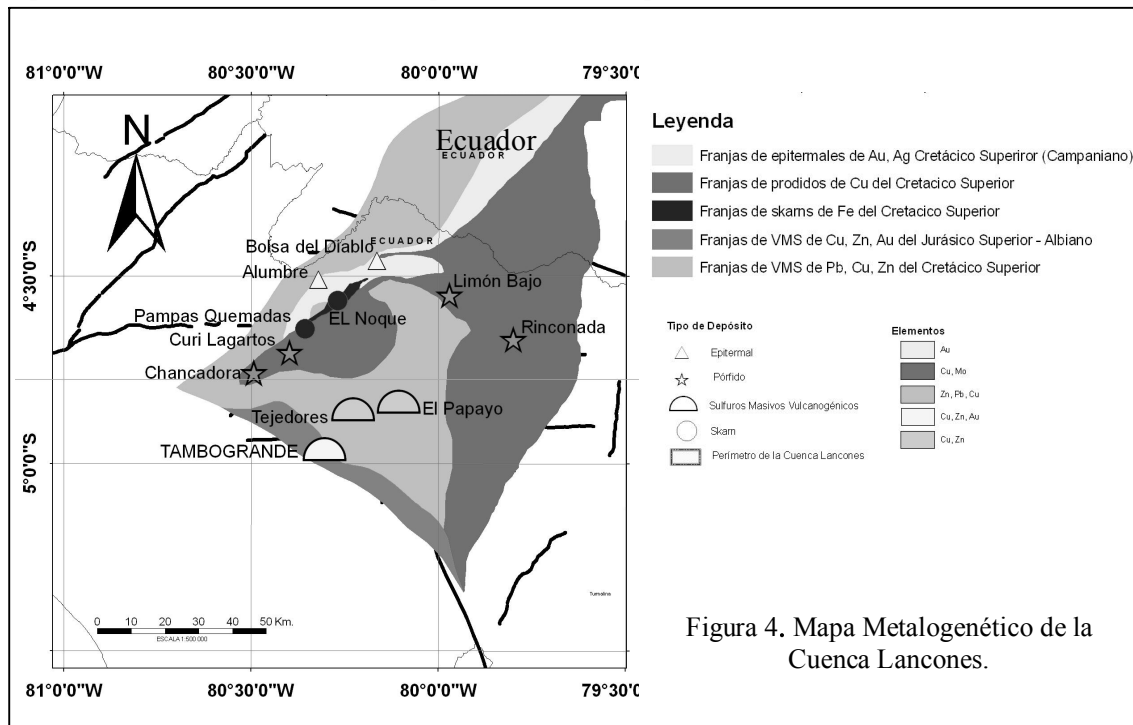 81°0'0"W
80°30'0"W
80°0'0"W
79°30'0
N
Ecuador
ECUADOR
Bolsa del Diablo
ECUADOR
Alumbre
4°30'0"S
Limón Bajo
Pampas Quemadas
EL Noque
Rinconada
Curi Lagartos
Chancadora
Tejedores
El Papayo
TAMBOGRANDE
5°0'0"S
0 10 20 30 40 50 Km.
ESCALA 1:500 000
81°0'0"W
80°30'0"W
80°0'0"W
79°30'0
Leyenda
Franjas de epitermales de Au, Ag Cretácico Superiror (Campaniano)
Franjas de prodidos de Cu del Cretacico Superior
Franjas de skarns de Fe del Cretacico Superior
Franjas de VMS de Cu, Zn, Au del Jurásico Superior - Albiano
Franjas de VMS de Pb, Cu, Zn del Cretácico Superior
Tipo de Depósito
Epitermal
Pórfido
Sulfuros Masivos Vulcanogénicos
Skarn
Perímetro de la Cuenca Lancones
Elementos
Au
Cu, Mo
Zn, Pb, Cu
Cu, Zn, Au
Cu, Zn
Turmalina
Figura 4. Mapa Metalogenético de la
Cuenca Lancones.